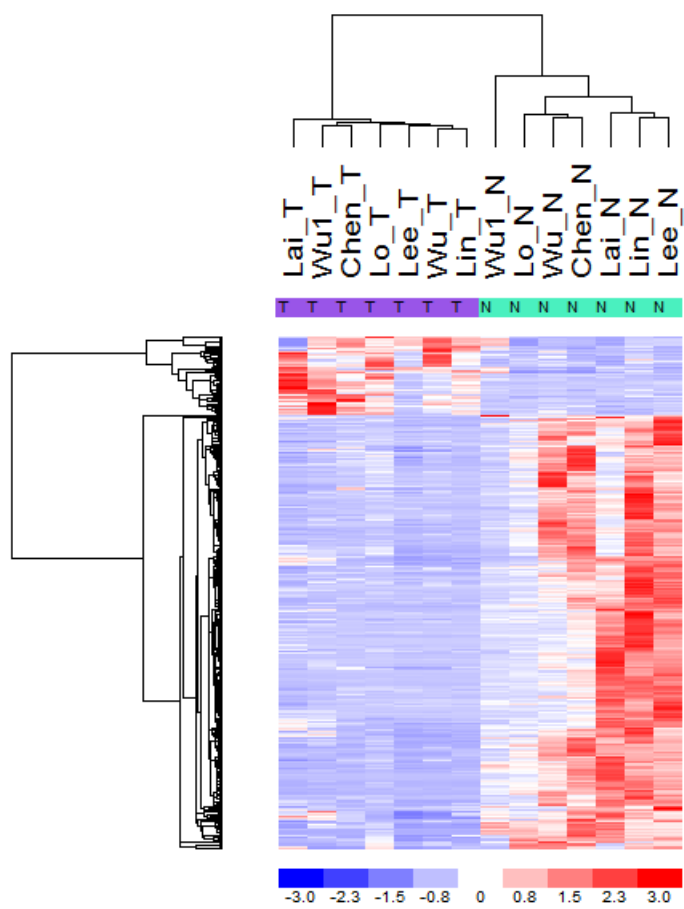 Lai_T Wu1_T Chen_T Lo_T Lee_T Wu_T Lin_T Wu1_N Lo_N Wu_N Chen_N Lai_N Lin_N Lee_N
T T T T T T T N N N N N N N
-3.0 -2.3 -1.5 -0.8 0 0.8 1.5 2.3 3.0